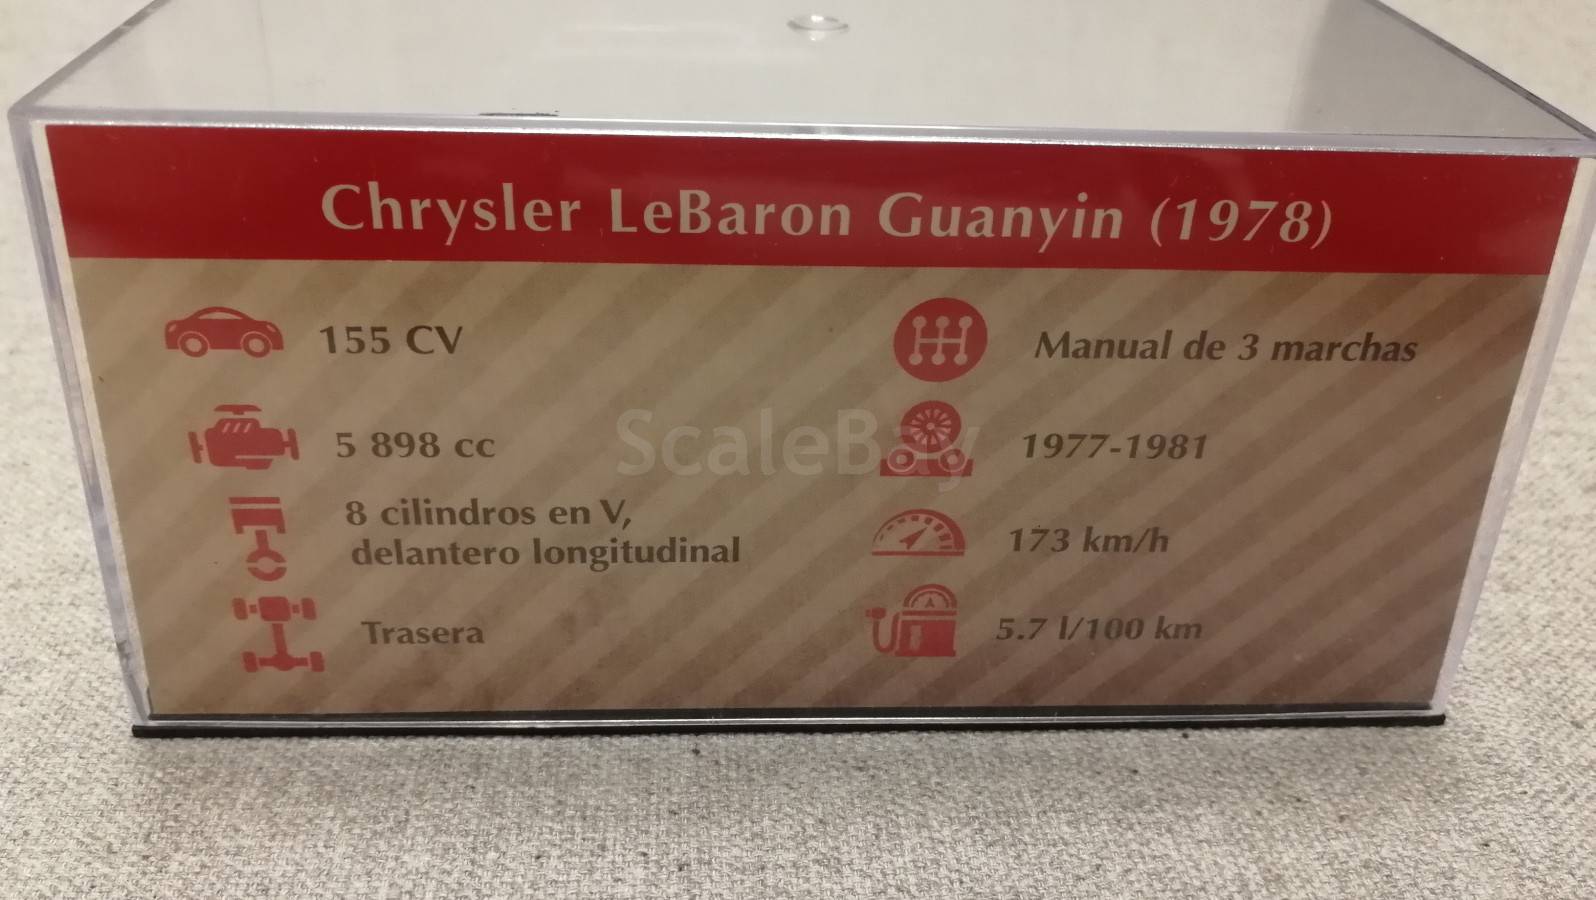 Chrysler LeBaron Guanyin (1978)
155 CV
5 898 cc
8 cilindros en V,
delantero longitudinal
Trasera
Manual de 3 marchas
1977-1981
173 km/h
5.7 l/100 km
ScaleBay